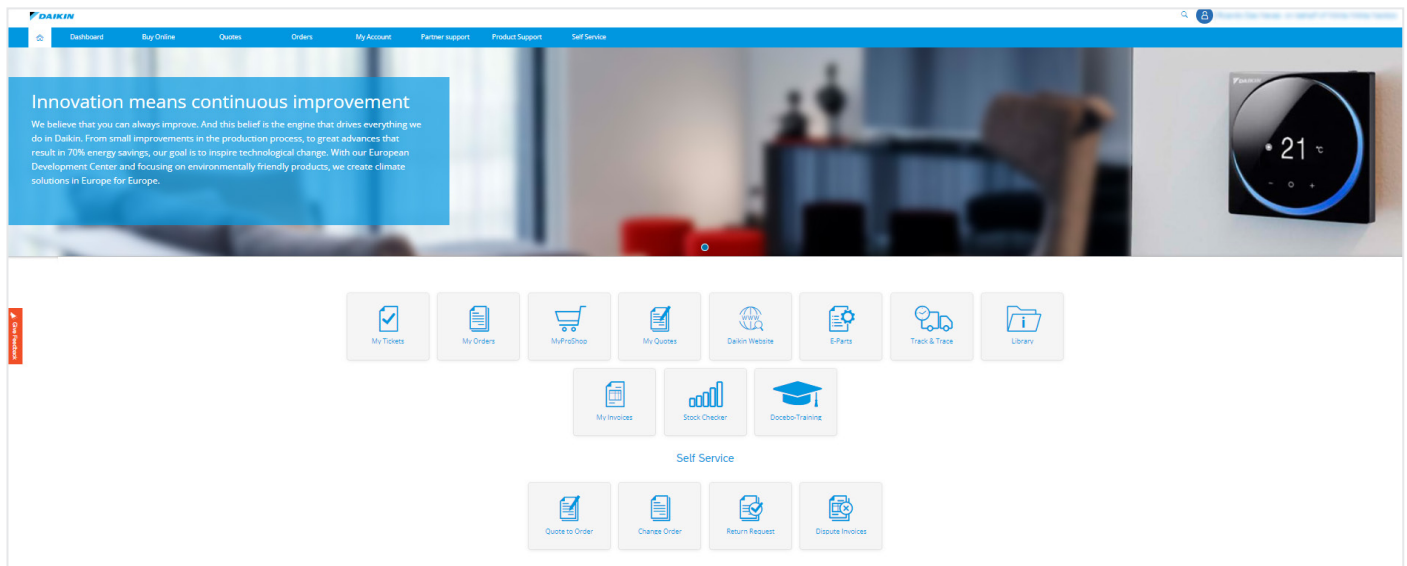 DAIKIN
Dashboard Buy Online Quotes Orders My Account Partner support Product Support Self Service
Innovation means continuous improvement
We believe that you can always improve. And this belief is the engine that drives everything we
do in Daikin. From small improvements in the production process, to great advances that
result in 70% energy savings, our goal is to inspire technological change. With our European
Development Center and focusing on environmentally friendly products, we create climate
solutions in Europe for Europe.
DAIKIN
21 °C
- +
Give Feedback
My Tickets My Orders MyProShop My Quotes Daikin Website E-Parts Track & Trace Library
www
i
My Invoices Stock Checker Docebo-Training
Self Service
Quote to Order Change Order Return Request Dispute Invoices